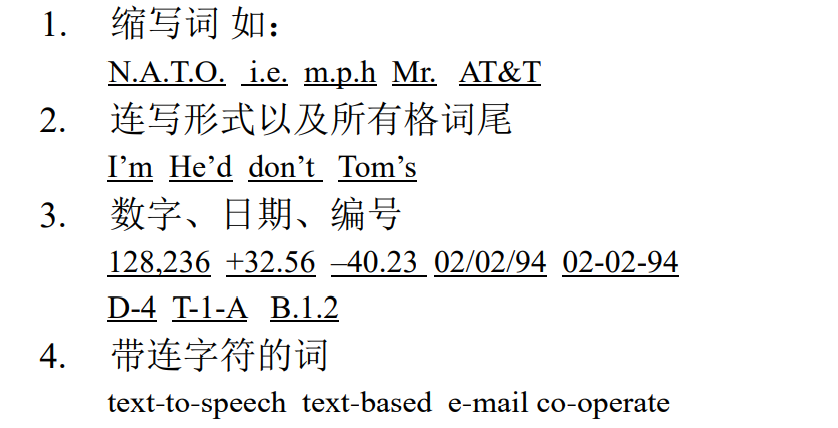 1. 缩写词 如：
N.A.T.O. i.e. m.p.h Mr. AT&T
2. 连写形式以及所有格词尾
I’m He’d don’t Tom’s
3. 数字、日期、编号
128,236 +32.56 –40.23 02/02/94 02-02-94
D-4 T-1-A B.1.2
4. 带连字符的词
text-to-speech text-based e-mail co-operate